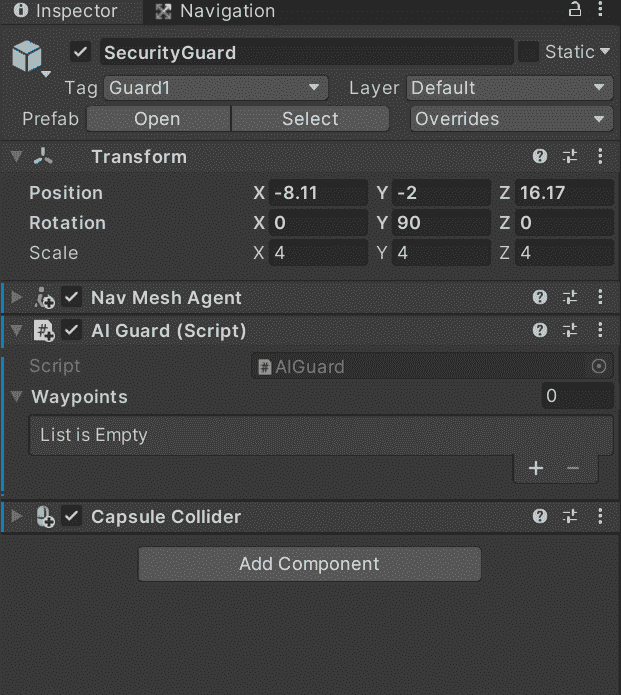 Inspector Navigation
SecurityGuard Static
Tag Guard1 Layer Default
Prefab Open Select Overrides
Transform
Position X -8.11 Y -2 Z 16.17
Rotation X 0 Y 90 Z 0
Scale X 4 Y 4 Z 4
Nav Mesh Agent
# AI Guard (Script)
Script # AIGuard
Waypoints 0
List is Empty
+ −
Capsule Collider
Add Component